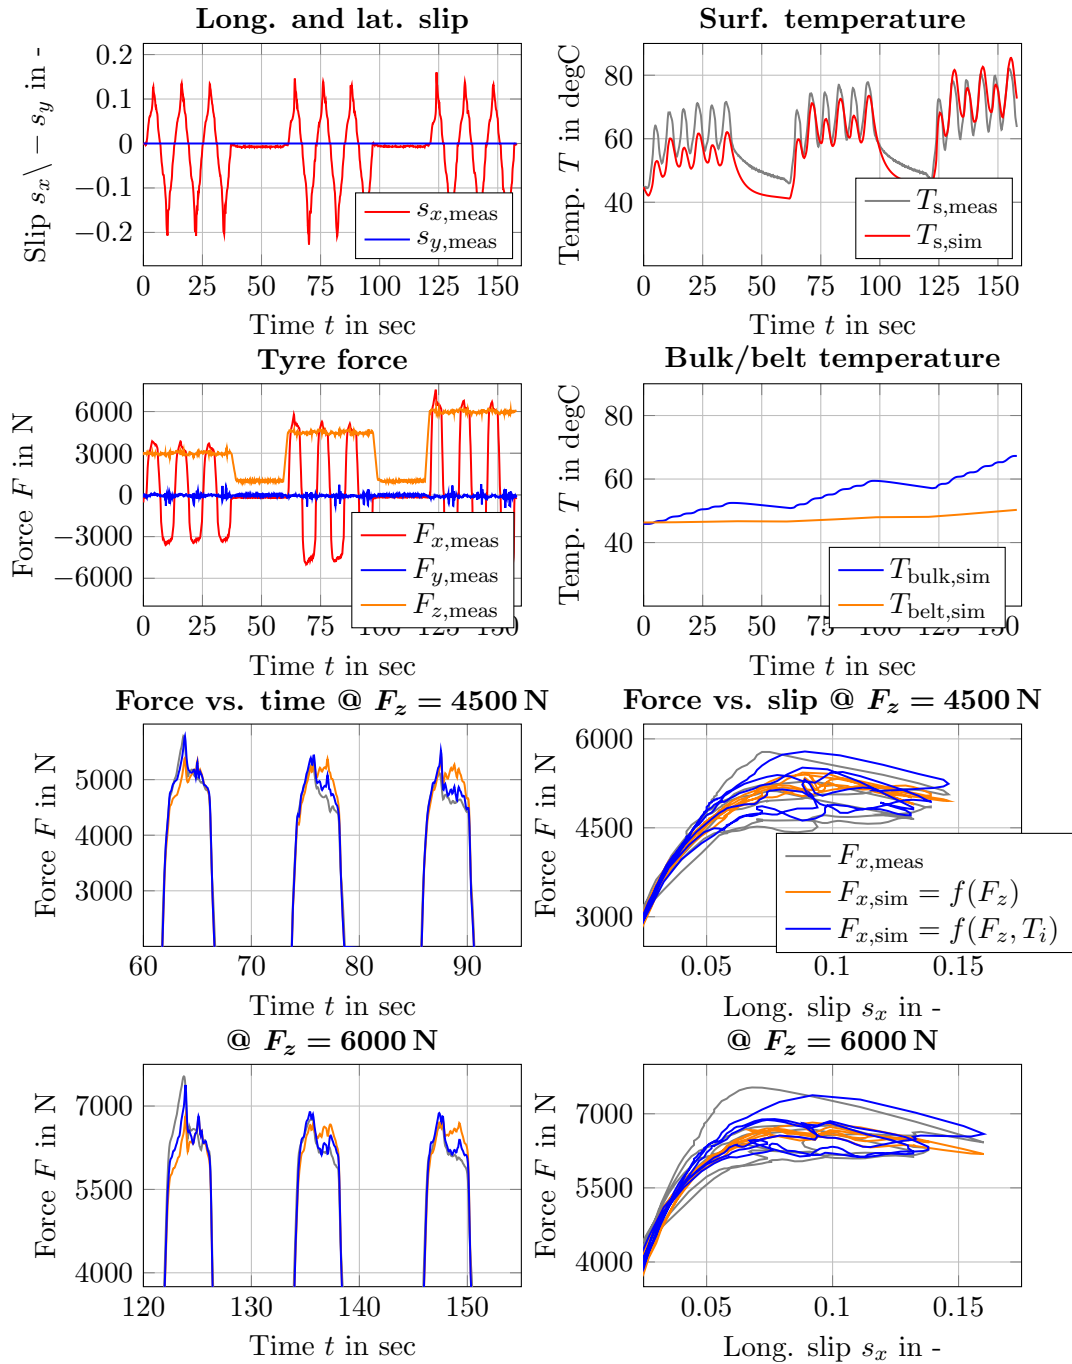 Long. and lat. slip
Slip s_x\ − s_y in -
0.2
0.1
0
−0.1
−0.2
s_x,meas
s_y,meas
0 25 50 75 100 125 150
Time t in sec
Surf. temperature
Temp. T in degC
80
60
40
T_s,meas
T_s,sim
0 25 50 75 100 125 150
Time t in sec
Tyre force
Force F in N
6000
3000
0
−3000
−6000
F_x,meas
F_y,meas
F_z,meas
0 25 50 75 100 125 150
Time t in sec
Bulk/belt temperature
Temp. T in degC
80
60
40
T_bulk,sim
T_belt,sim
0 25 50 75 100 125 150
Time t in sec
Force vs. time @ F_z = 4500 N
Force F in N
5000
4000
3000
60 70 80 90
Time t in sec
Force vs. slip @ F_z = 4500 N
Force F in N
6000
4500
3000
F_x,meas
F_x,sim = f(F_z)
F_x,sim = f(F_z, T_i)
0.05 0.1 0.15
Long. slip s_x in -
@ F_z = 6000 N
Force F in N
7000
5500
4000
120 130 140 150
Time t in sec
@ F_z = 6000 N
Force F in N
7000
5500
4000
0.05 0.1 0.15
Long. slip s_x in -